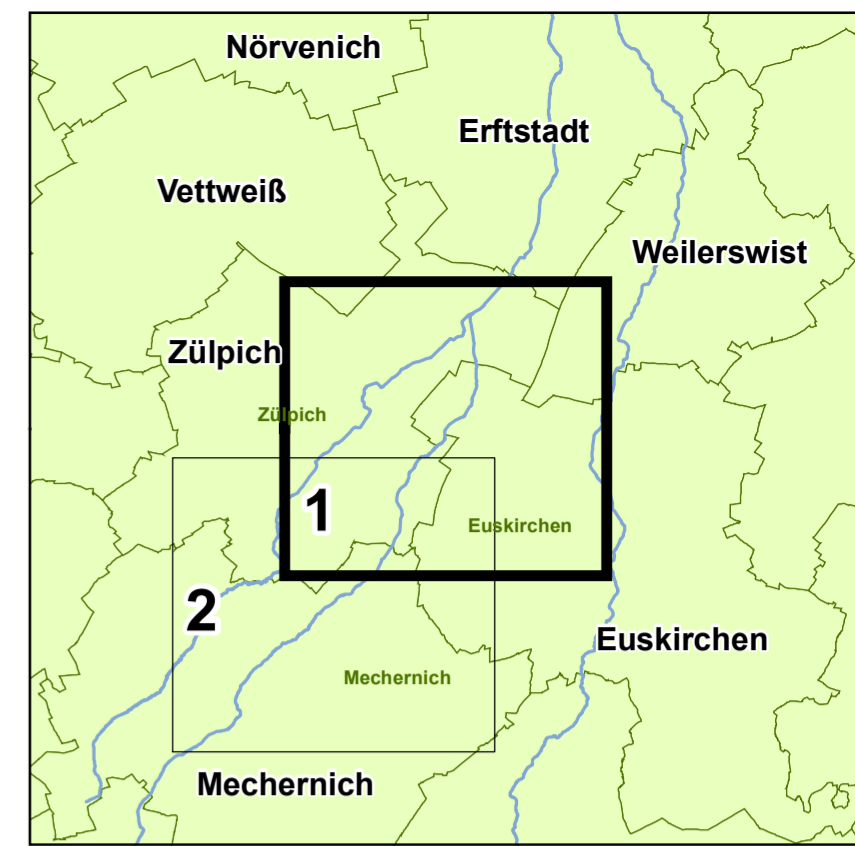 Nörvenich
Erftstadt
Vettweiß
Weilerswist
Zülpich
Zülpich
1
Euskirchen
2
Euskirchen
Mechernich
Mechernich